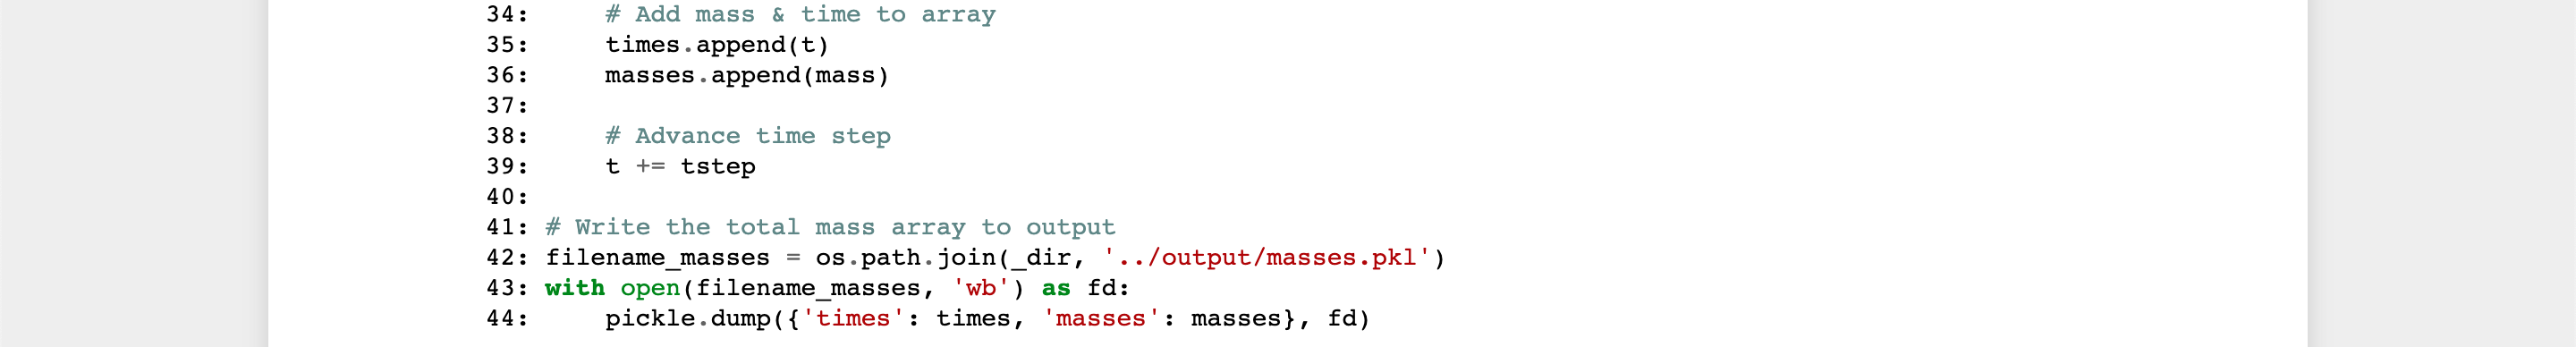 34:     # Add mass & time to array
35:     times.append(t)
36:     masses.append(mass)
37:
38:     # Advance time step
39:     t += tstep
40:
41: # Write the total mass array to output
42: filename_masses = os.path.join(_dir, '../output/masses.pkl')
43: with open(filename_masses, 'wb') as fd:
44:     pickle.dump({'times': times, 'masses': masses}, fd)